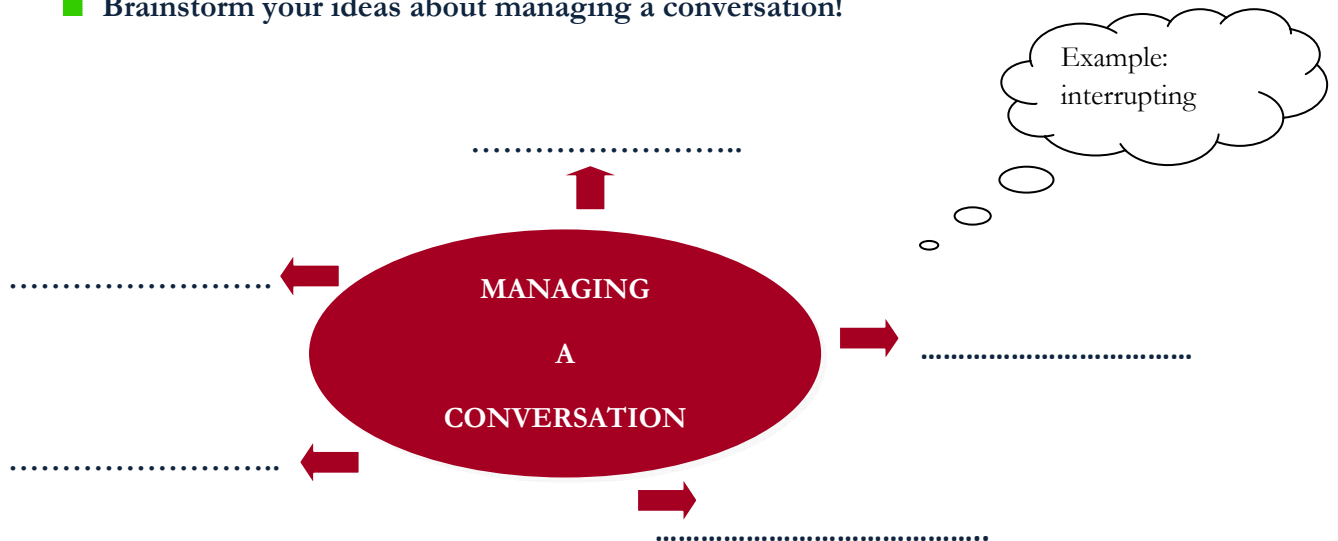 Brainstorm your ideas about managing a conversation!
Example:
interrupting
……………………..
…………………….
MANAGING
A
CONVERSATION
………………………………
……………………..
……………………………………..